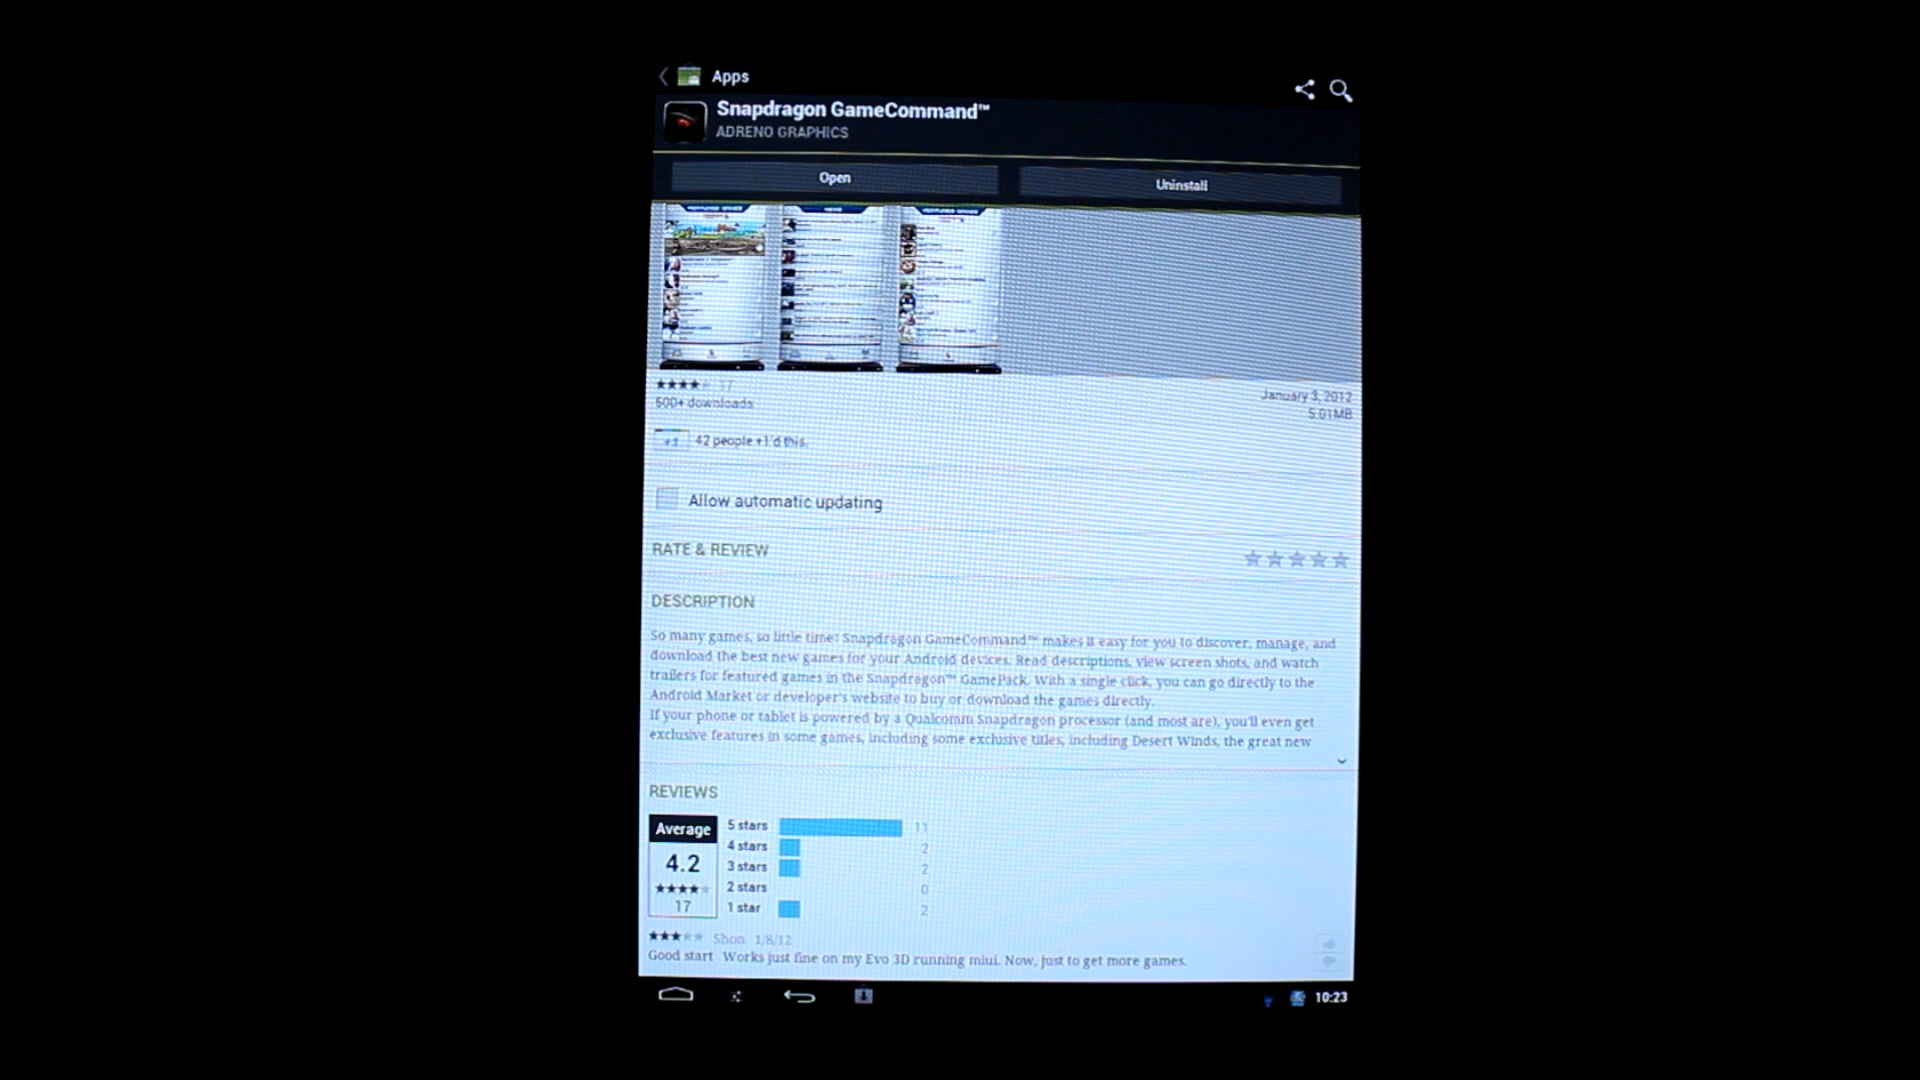 Apps
Snapdragon GameCommand™
ADRENO GRAPHICS
Open
Uninstall
17
January 3, 2012
500+ downloads
5.01MB
+1
42 people +1'd this.
Allow automatic updating
RATE & REVIEW
DESCRIPTION
So many games, so little time! Snapdragon GameCommand™ makes it easy for you to discover, manage, and
download the best new games for your Android devices. Read descriptions, view screen shots, and watch
trailers for featured games in the Snapdragon™ GamePack. With a single click, you can go directly to the
Android Market or developer's website to buy or download the games directly.
If your phone or tablet is powered by a Qualcomm Snapdragon processor (and most are), you'll even get
exclusive features in some games, including some exclusive titles, including Desert Winds, the great new
REVIEWS
Average
4.2
17
5 stars 11
4 stars 2
3 stars 2
2 stars 0
1 star 2
Shon 1/8/12
Good start Works just fine on my Evo 3D running miui. Now, just to get more games.
10:23